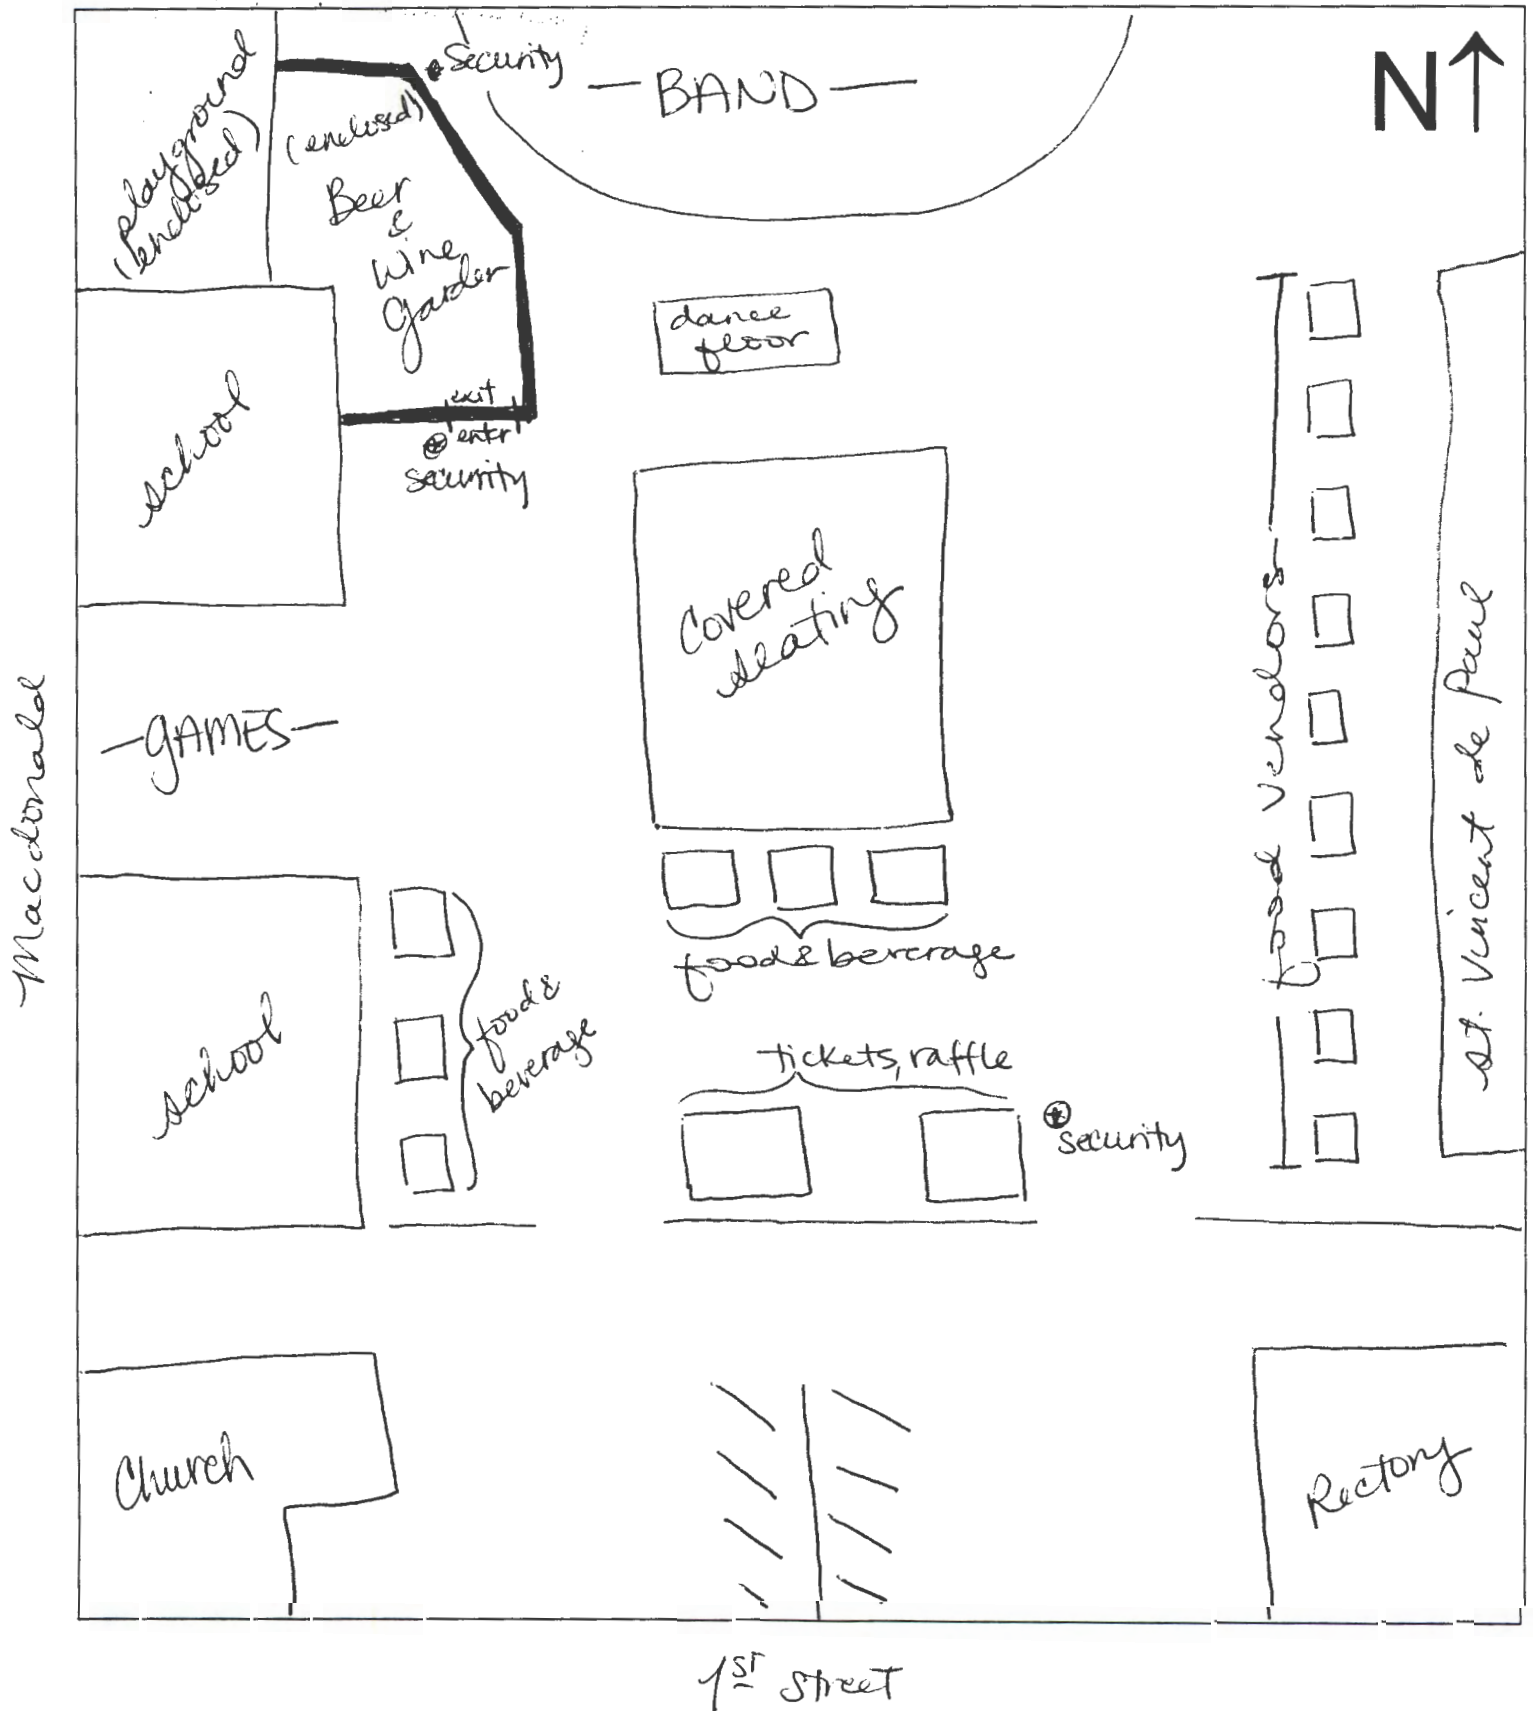 Security
— BAND —
N
playground
(enclosed)
(enclosed)
Beer
&
Wine
garden
exit
entr
security
dance
floor
school
Covered
seating
food vendors
St. Vincent de Paul
Macdonald
— GAMES —
food & beverage
food &
beverage
school
tickets, raffle
security
Church
Rectory
1st Street